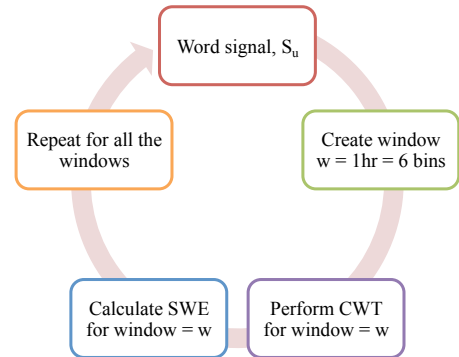 Word signal, Sᵤ
Create window
w = 1hr = 6 bins
Perform CWT
for window = w
Calculate SWE
for window = w
Repeat for all the
windows